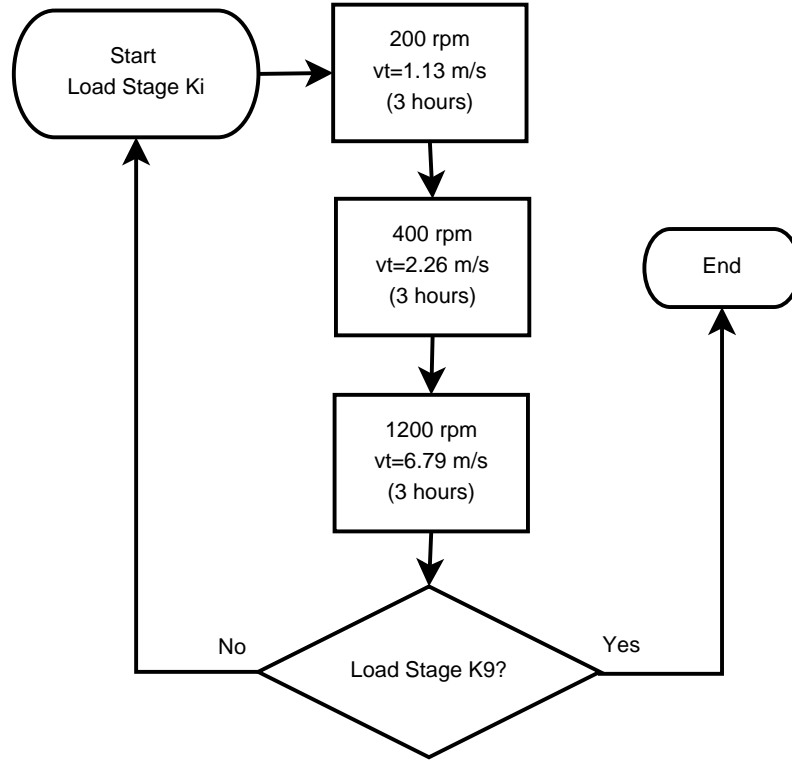 Start
Load Stage Ki
200 rpm
vt=1.13 m/s
(3 hours)
400 rpm
vt=2.26 m/s
(3 hours)
End
1200 rpm
vt=6.79 m/s
(3 hours)
No
Yes
Load Stage K9?